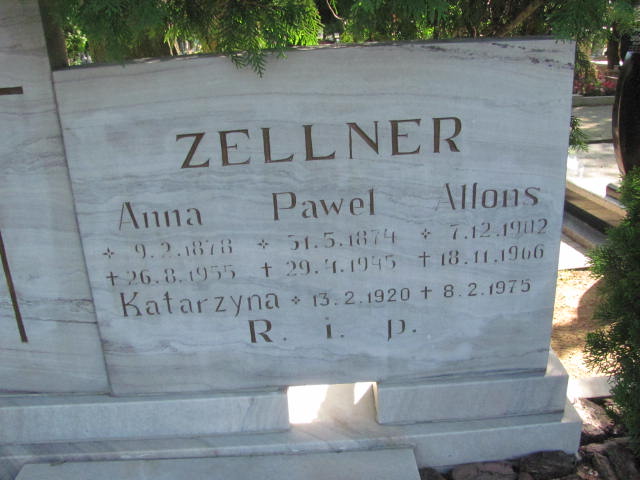 ZELLNER
Anna Paweł Alfons
* 9.2.1878 * 31.5.1874 * 7.12.1902
† 26.8.1955 † 29.4.1945 † 18.11.1966
Katarzyna * 13.2.1920 † 8.2.1975
R. i. p.